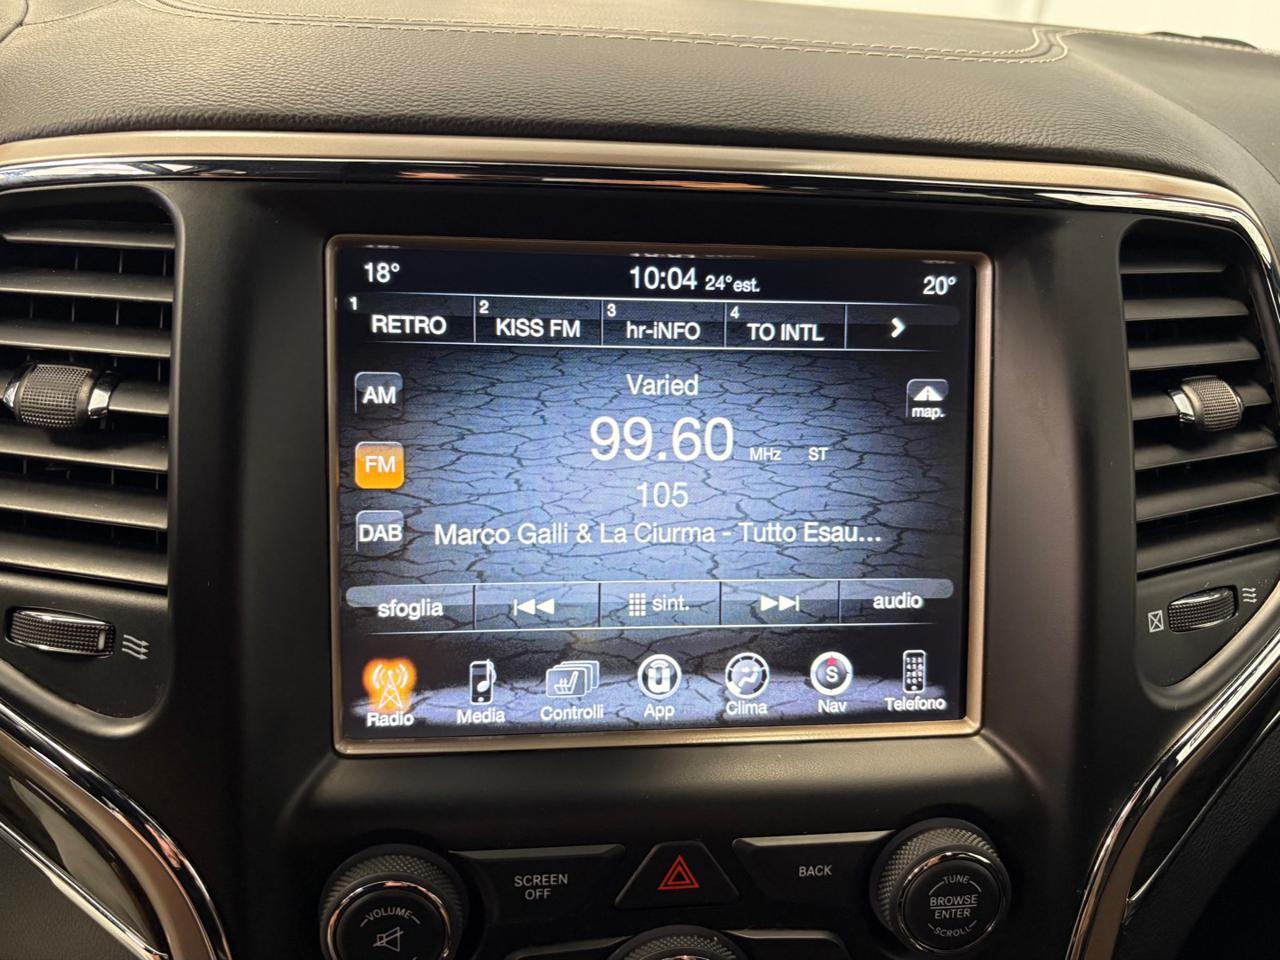 18° 10:04 24°est. 20°
1 RETRO 2 KISS FM 3 hr-iNFO 4 TO INTL
AM Varied map.
FM 99.60 MHz ST
105
DAB Marco Galli & La Ciurma - Tutto Esau...
sfoglia sint. audio
Radio Media Controlli App Clima Nav Telefono
S
SCREEN OFF
BACK
VOLUME
TUNE
BROWSE
ENTER
SCROLL